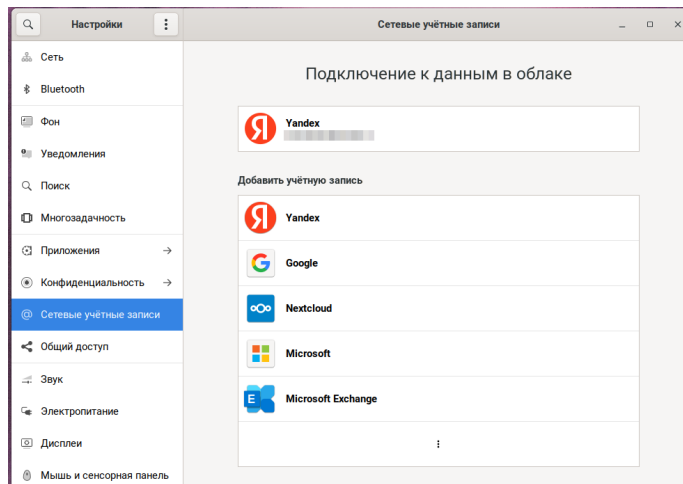 Настройки
Сетевые учётные записи
Сеть
Bluetooth
Фон
Уведомления
Поиск
Многозадачность
Приложения
Конфиденциальность
Сетевые учётные записи
Общий доступ
Звук
Электропитание
Дисплеи
Мышь и сенсорная панель
Подключение к данным в облаке
Yandex
Добавить учётную запись
Yandex
Google
Nextcloud
Microsoft
Microsoft Exchange